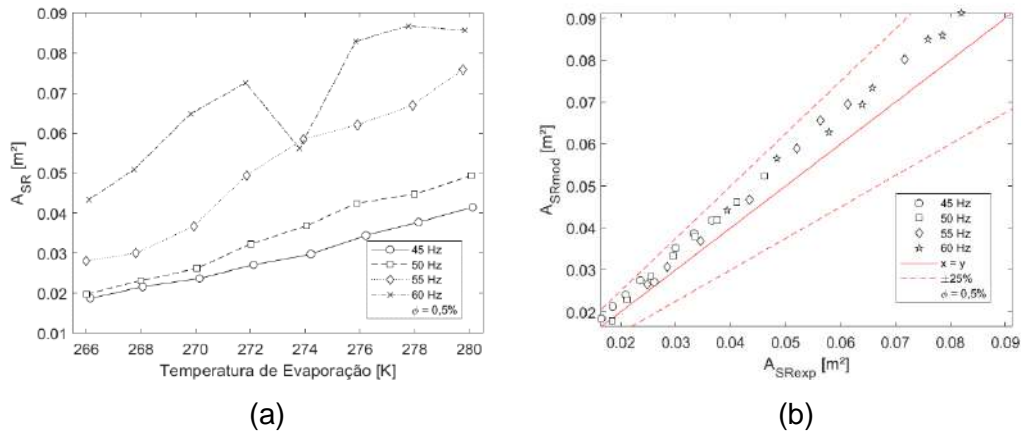 0.09
0.08
0.07
0.06
0.05
0.04
0.03
0.02
0.01
A_SR [m²]
266 268 270 272 274 276 278 280
Temperatura de Evaporação [K]
45 Hz
50 Hz
55 Hz
60 Hz
ϕ = 0,5%
(a)
0.09
0.08
0.07
0.06
0.05
0.04
0.03
0.02
A_SRmod [m²]
0.02 0.03 0.04 0.05 0.06 0.07 0.08 0.09
A_SRexp [m²]
45 Hz
50 Hz
55 Hz
60 Hz
x = y
±25%
ϕ = 0,5%
(b)